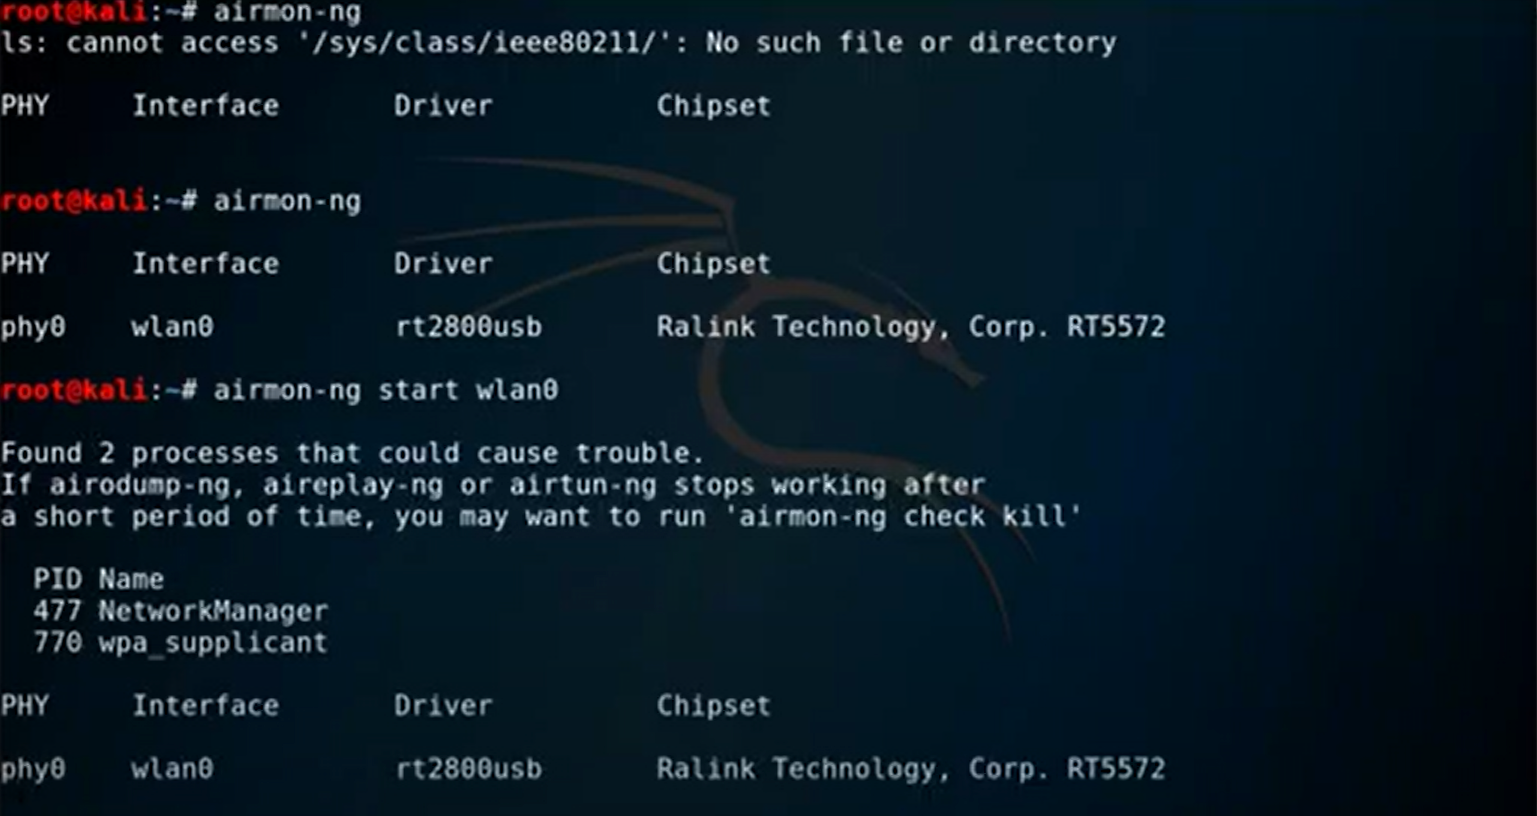 root@kali:~# airmon-ng
ls: cannot access '/sys/class/ieee80211/': No such file or directory
PHY Interface Driver Chipset
root@kali:~# airmon-ng
PHY Interface Driver Chipset
phy0 wlan0 rt2800usb Ralink Technology, Corp. RT5572
root@kali:~# airmon-ng start wlan0
Found 2 processes that could cause trouble.
If airodump-ng, aireplay-ng or airtun-ng stops working after
a short period of time, you may want to run 'airmon-ng check kill'
PID Name
477 NetworkManager
770 wpa_supplicant
PHY Interface Driver Chipset
phy0 wlan0 rt2800usb Ralink Technology, Corp. RT5572